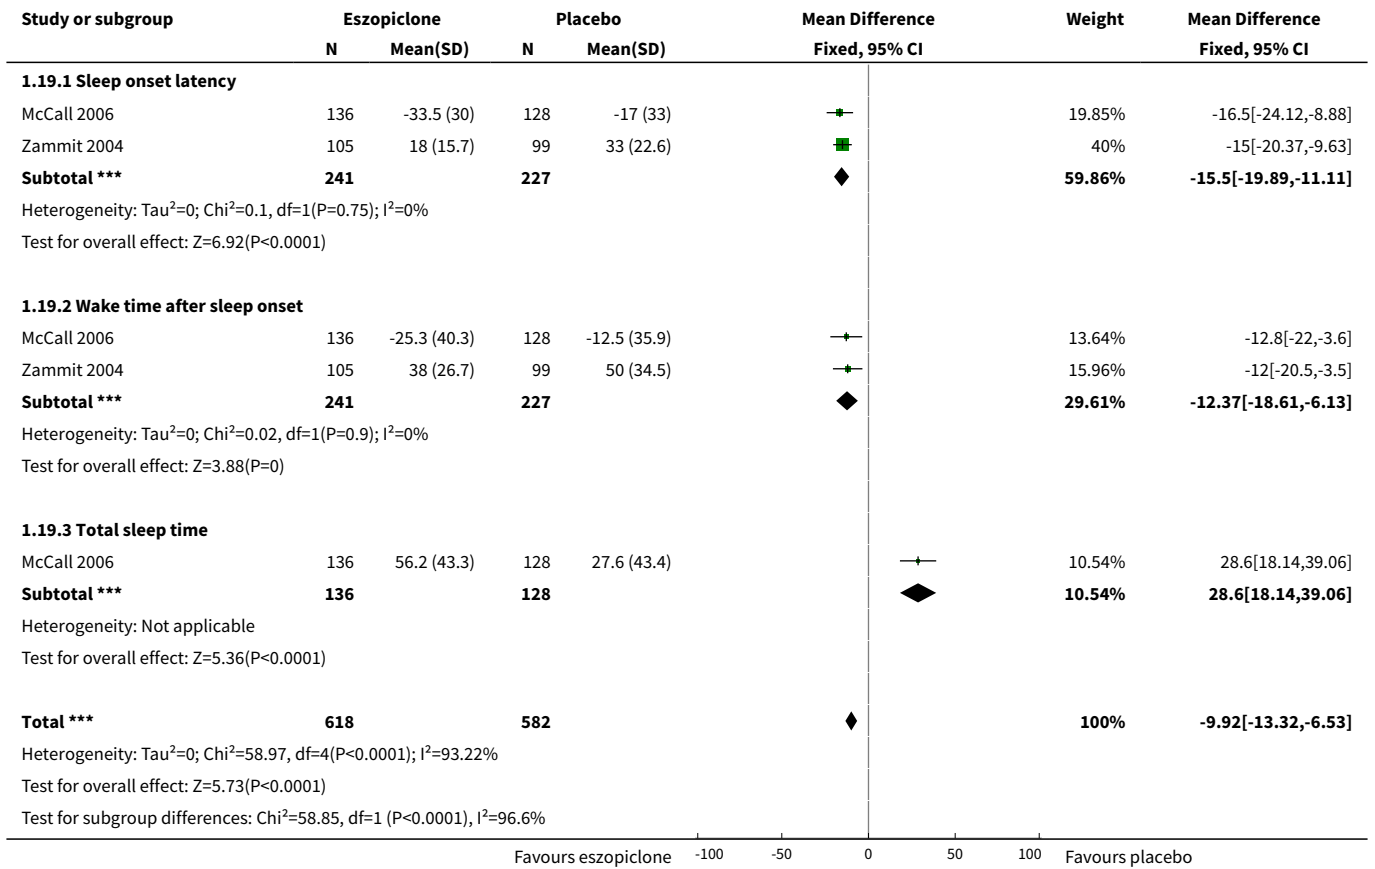 Study or subgroup Eszopiclone Placebo Mean Difference Weight Mean Difference
N Mean(SD) N Mean(SD) Fixed, 95% CI Fixed, 95% CI
1.19.1 Sleep onset latency
McCall 2006 136 -33.5 (30) 128 -17 (33) 19.85% -16.5[-24.12,-8.88]
Zammit 2004 105 18 (15.7) 99 33 (22.6) 40% -15[-20.37,-9.63]
Subtotal *** 241 227 59.86% -15.5[-19.89,-11.11]
Heterogeneity: Tau²=0; Chi²=0.1, df=1(P=0.75); I²=0%
Test for overall effect: Z=6.92(P<0.0001)
1.19.2 Wake time after sleep onset
McCall 2006 136 -25.3 (40.3) 128 -12.5 (35.9) 13.64% -12.8[-22,-3.6]
Zammit 2004 105 38 (26.7) 99 50 (34.5) 15.96% -12[-20.5,-3.5]
Subtotal *** 241 227 29.61% -12.37[-18.61,-6.13]
Heterogeneity: Tau²=0; Chi²=0.02, df=1(P=0.9); I²=0%
Test for overall effect: Z=3.88(P=0)
1.19.3 Total sleep time
McCall 2006 136 56.2 (43.3) 128 27.6 (43.4) 10.54% 28.6[18.14,39.06]
Subtotal *** 136 128 10.54% 28.6[18.14,39.06]
Heterogeneity: Not applicable
Test for overall effect: Z=5.36(P<0.0001)
Total *** 618 582 100% -9.92[-13.32,-6.53]
Heterogeneity: Tau²=0; Chi²=58.97, df=4(P<0.0001); I²=93.22%
Test for overall effect: Z=5.73(P<0.0001)
Test for subgroup differences: Chi²=58.85, df=1 (P<0.0001), I²=96.6%
Favours eszopiclone -100 -50 0 50 100 Favours placebo